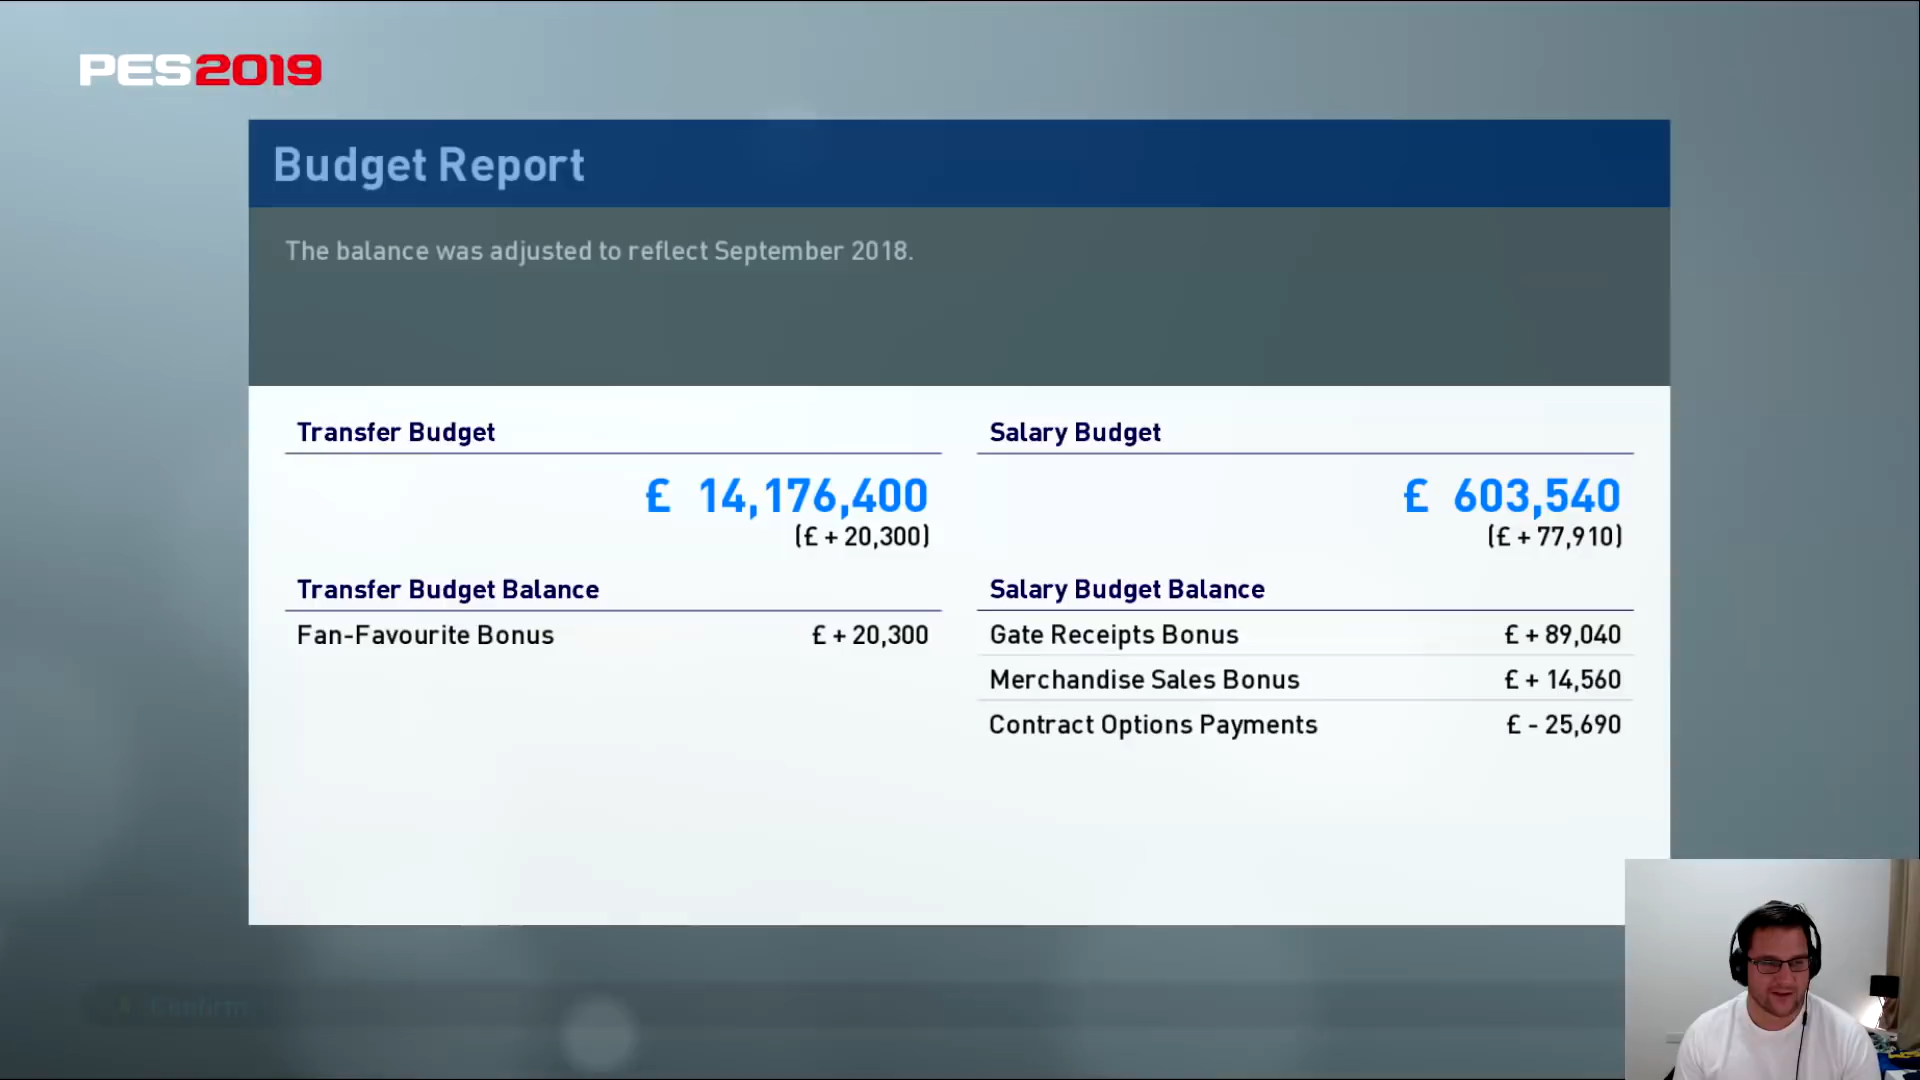 PES2019
Budget Report
The balance was adjusted to reflect September 2018.
Transfer Budget
£ 14,176,400
(£ + 20,300)
Transfer Budget Balance
Fan-Favourite Bonus £ + 20,300
Salary Budget
£ 603,540
(£ + 77,910)
Salary Budget Balance
Gate Receipts Bonus £ + 89,040
Merchandise Sales Bonus £ + 14,560
Contract Options Payments £ - 25,690
Confirm